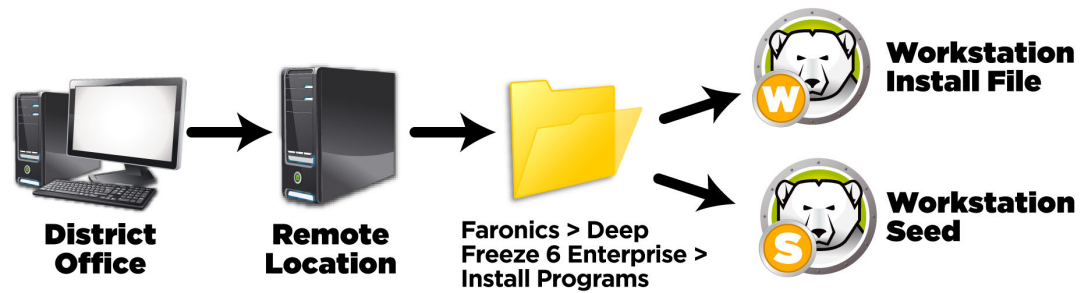 District
Office
Remote
Location
Faronics > Deep
Freeze 6 Enterprise >
Install Programs
W
Workstation
Install File
S
Workstation
Seed